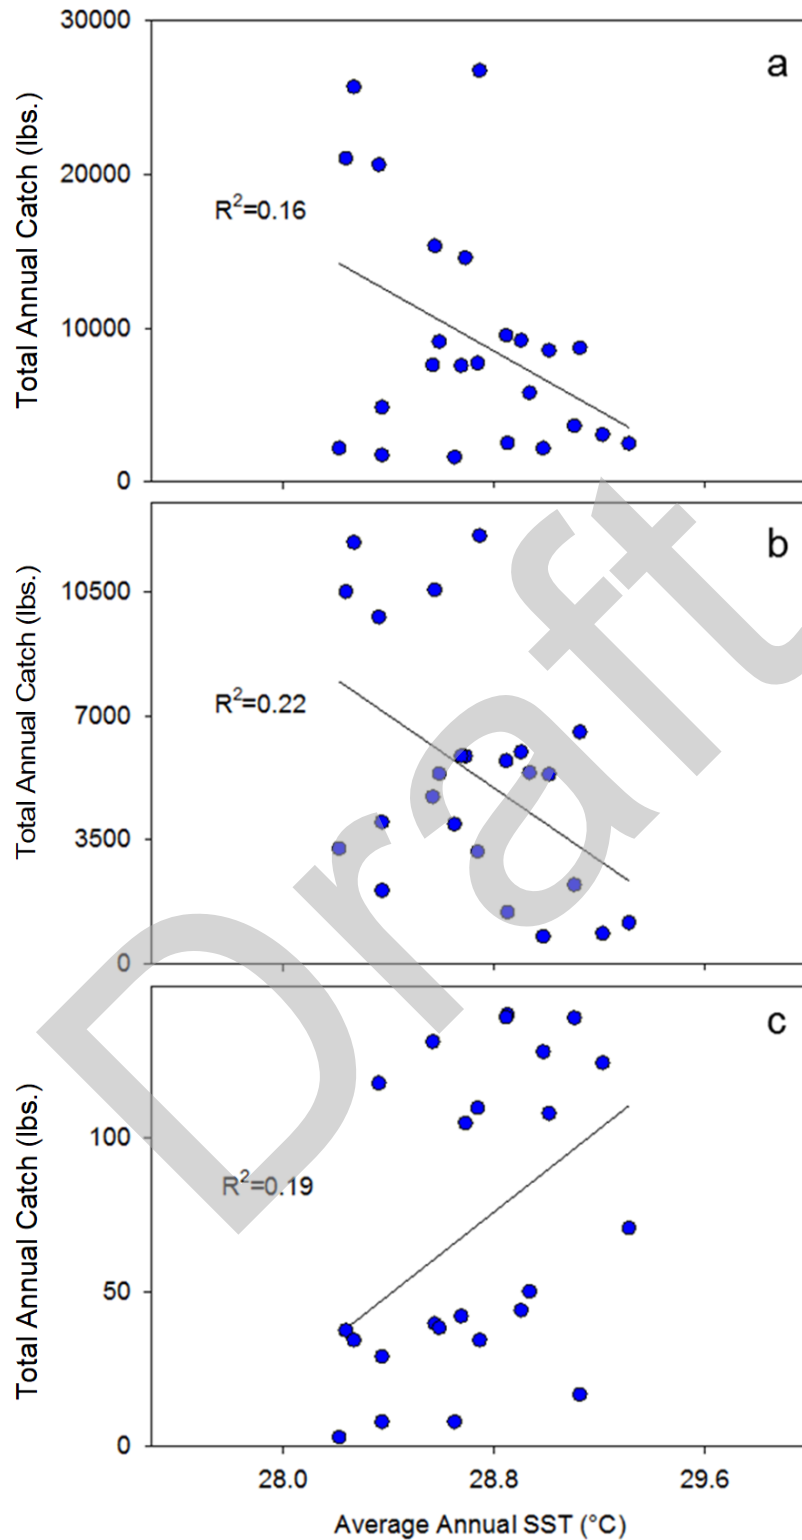 30000
a
20000
R²=0.16
10000
0
Total Annual Catch (lbs.)
b
10500
7000
R²=0.22
3500
0
Total Annual Catch (lbs.)
c
100
R²=0.19
50
0
Total Annual Catch (lbs.)
28.0 28.8 29.6
Average Annual SST (°C)
Draft